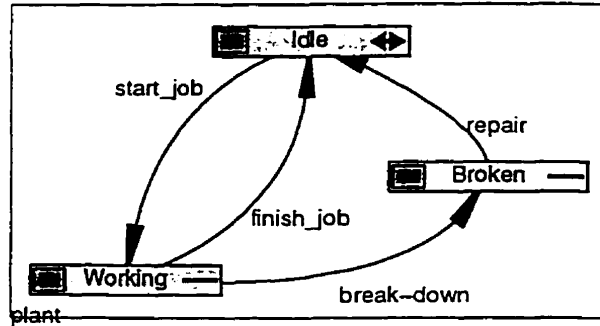 Idle
start_job
repair
Broken
finish_job
Working
break-down
plant